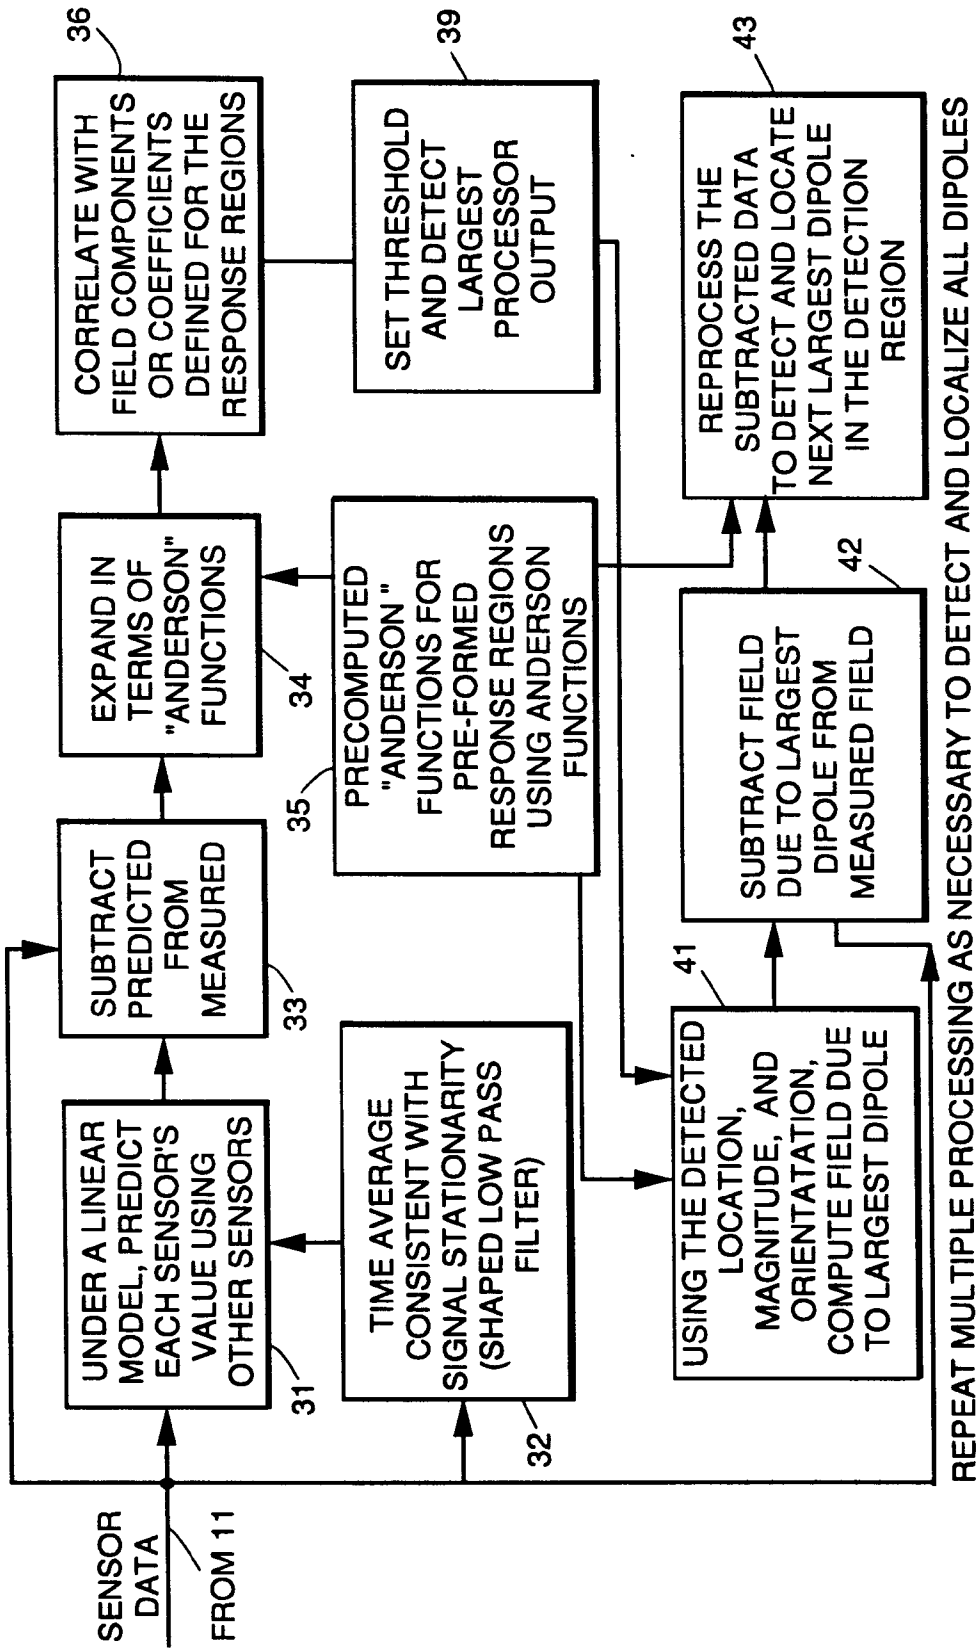 SENSOR
DATA
FROM 11
UNDER A LINEAR
MODEL, PREDICT
EACH SENSOR'S
VALUE USING
OTHER SENSORS
31
SUBTRACT
PREDICTED
FROM
MEASURED
33
EXPAND IN
TERMS OF
"ANDERSON"
FUNCTIONS
34
CORRELATE WITH
FIELD COMPONENTS
OR COEFFICIENTS
DEFINED FOR THE
RESPONSE REGIONS
36
TIME AVERAGE
CONSISTENT WITH
SIGNAL STATIONARITY
(SHAPED LOW PASS
FILTER)
32
35
PRECOMPUTED
"ANDERSON "
FUNCTIONS FOR
PRE-FORMED
RESPONSE REGIONS
USING ANDERSON
FUNCTIONS
SET THRESHOLD
AND DETECT
LARGEST
PROCESSOR
OUTPUT
39
USING THE DETECTED
LOCATION,
MAGNITUDE, AND
ORIENTATATION,
COMPUTE FIELD DUE
TO LARGEST DIPOLE
41
SUBTRACT FIELD
DUE TO LARGEST
DIPOLE FROM
MEASURED FIELD
42
REPROCESS THE
SUBTRACTED DATA
TO DETECT AND LOCATE
NEXT LARGEST DIPOLE
IN THE DETECTION
REGION
43
REPEAT MULTIPLE PROCESSING AS NECESSARY TO DETECT AND LOCALIZE ALL DIPOLES